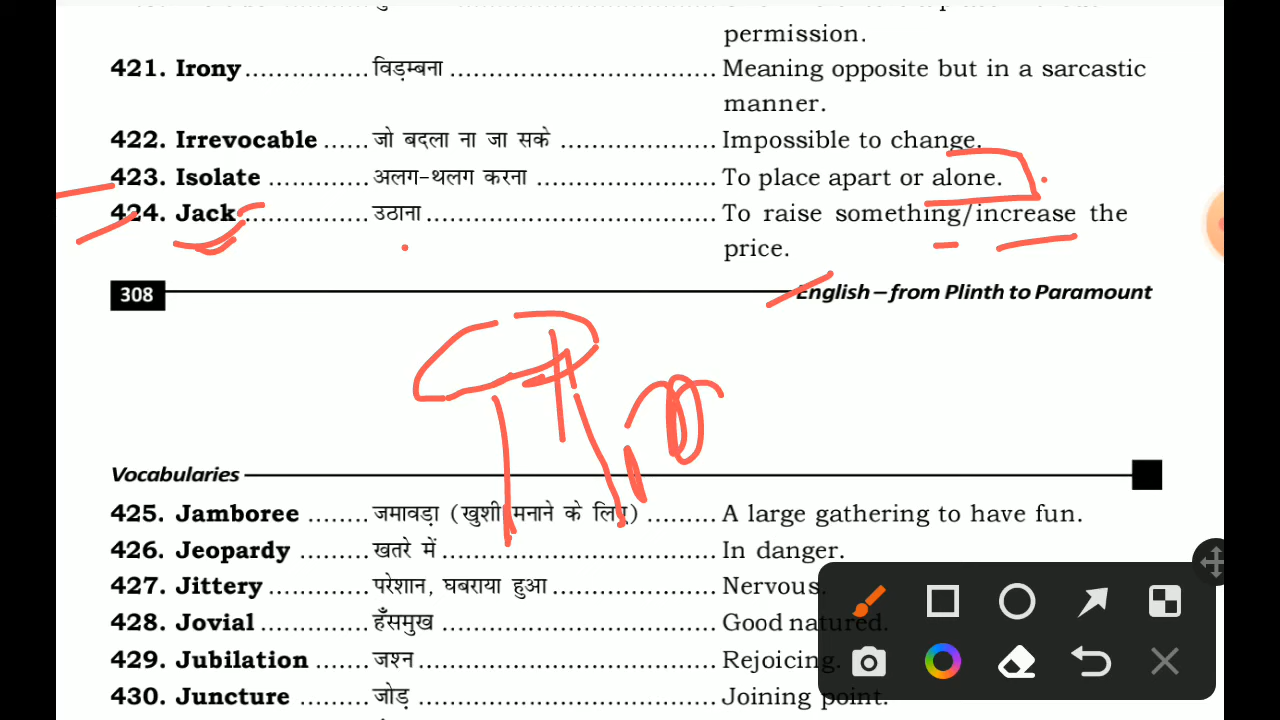 permission.
421. Irony................विड़म्बना .................................. Meaning opposite but in a sarcastic
manner.
422. Irrevocable ...... जो बदला ना जा सके .................... Impossible to change.
423. Isolate .............. अलग-थलग करना ....................... To place apart or alone.
424. Jack ................ उठाना ..................................... To raise something/increase the
price.
308 English – from Plinth to Paramount
Vocabularies
425. Jamboree ........ जमावड़ा (खुशी मनाने के लिए) ......... A large gathering to have fun.
426. Jeopardy ......... खतरे में ................................... In danger.
427. Jittery ............. परेशान, घबराया हुआ ...................... Nervous.
428. Jovial .............. हँसमुख .................................... Good natured.
429. Jubilation ....... जश्न ....................................... Rejoicing.
430. Juncture ......... जोड़ ........................................ Joining point.